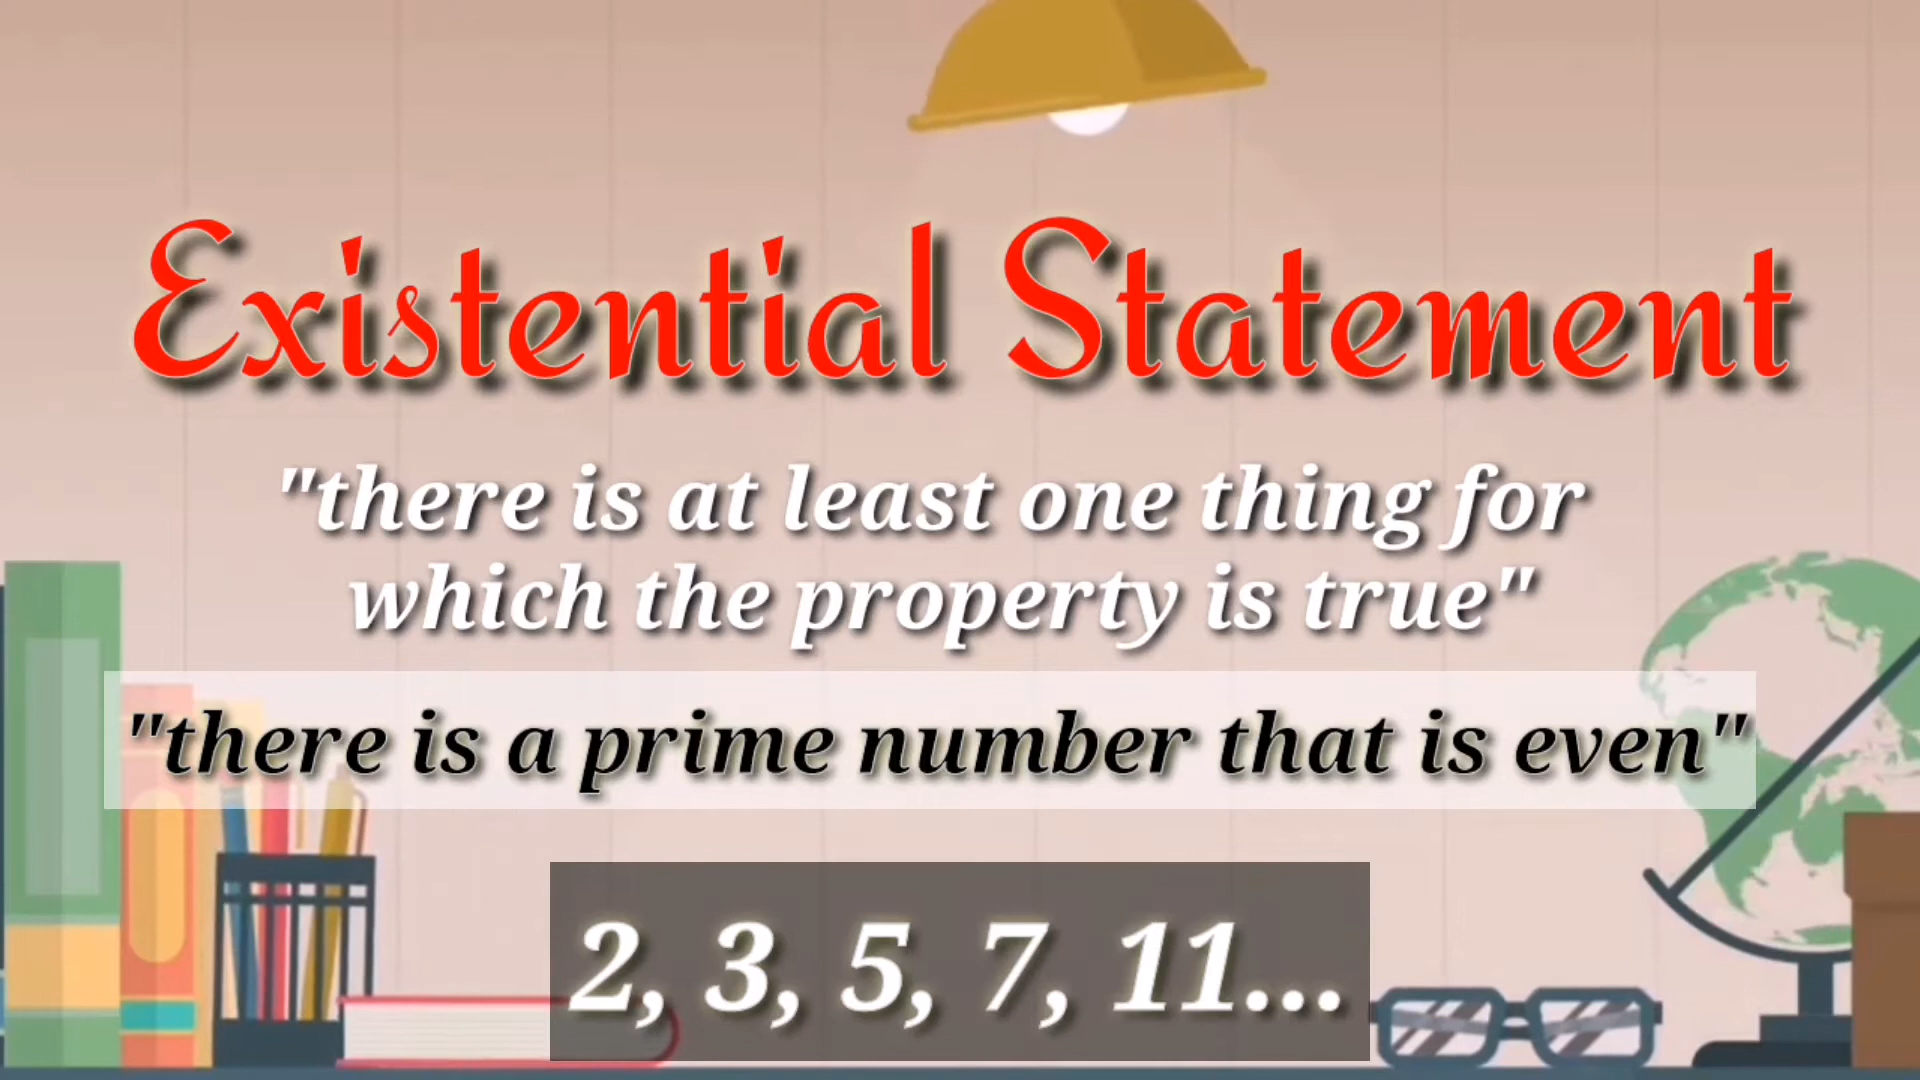 Existential Statement
"there is at least one thing for
which the property is true"
"there is a prime number that is even"
2, 3, 5, 7, 11...